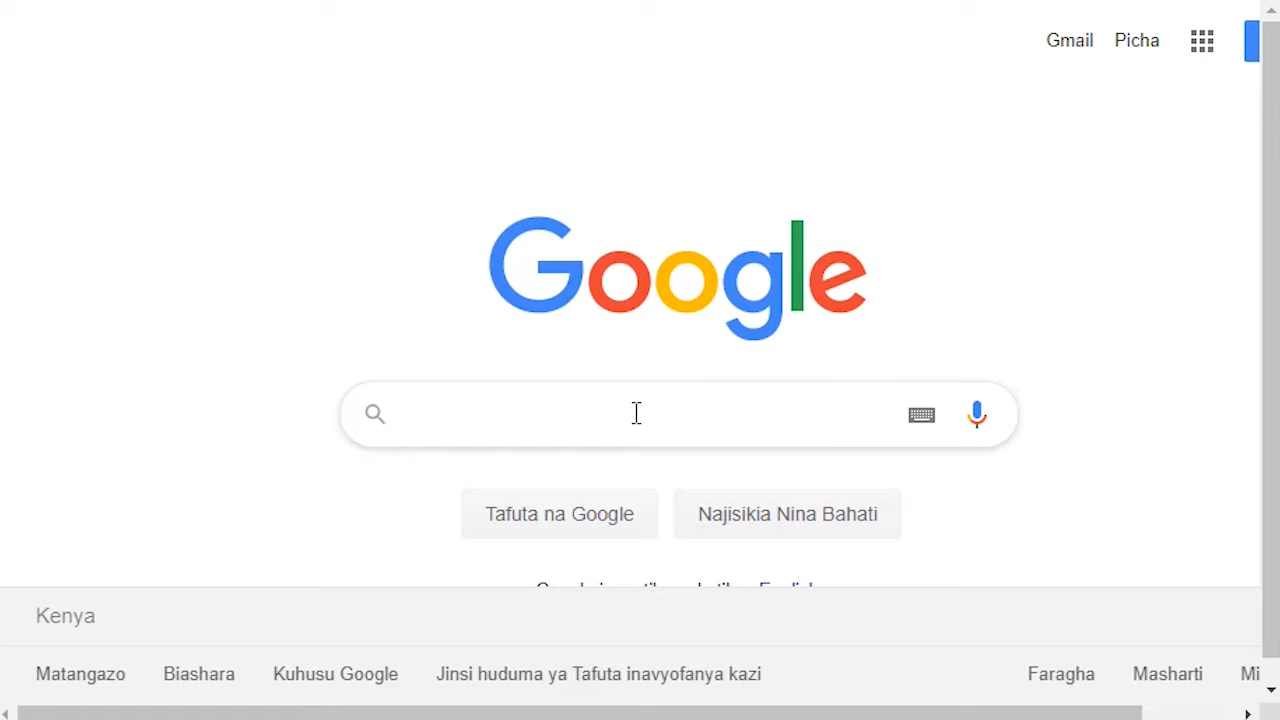 Gmail Picha
Google
Tafuta na Google Najisikia Nina Bahati
Kenya
Matangazo Biashara Kuhusu Google Jinsi huduma ya Tafuta inavyofanya kazi Faragha Masharti